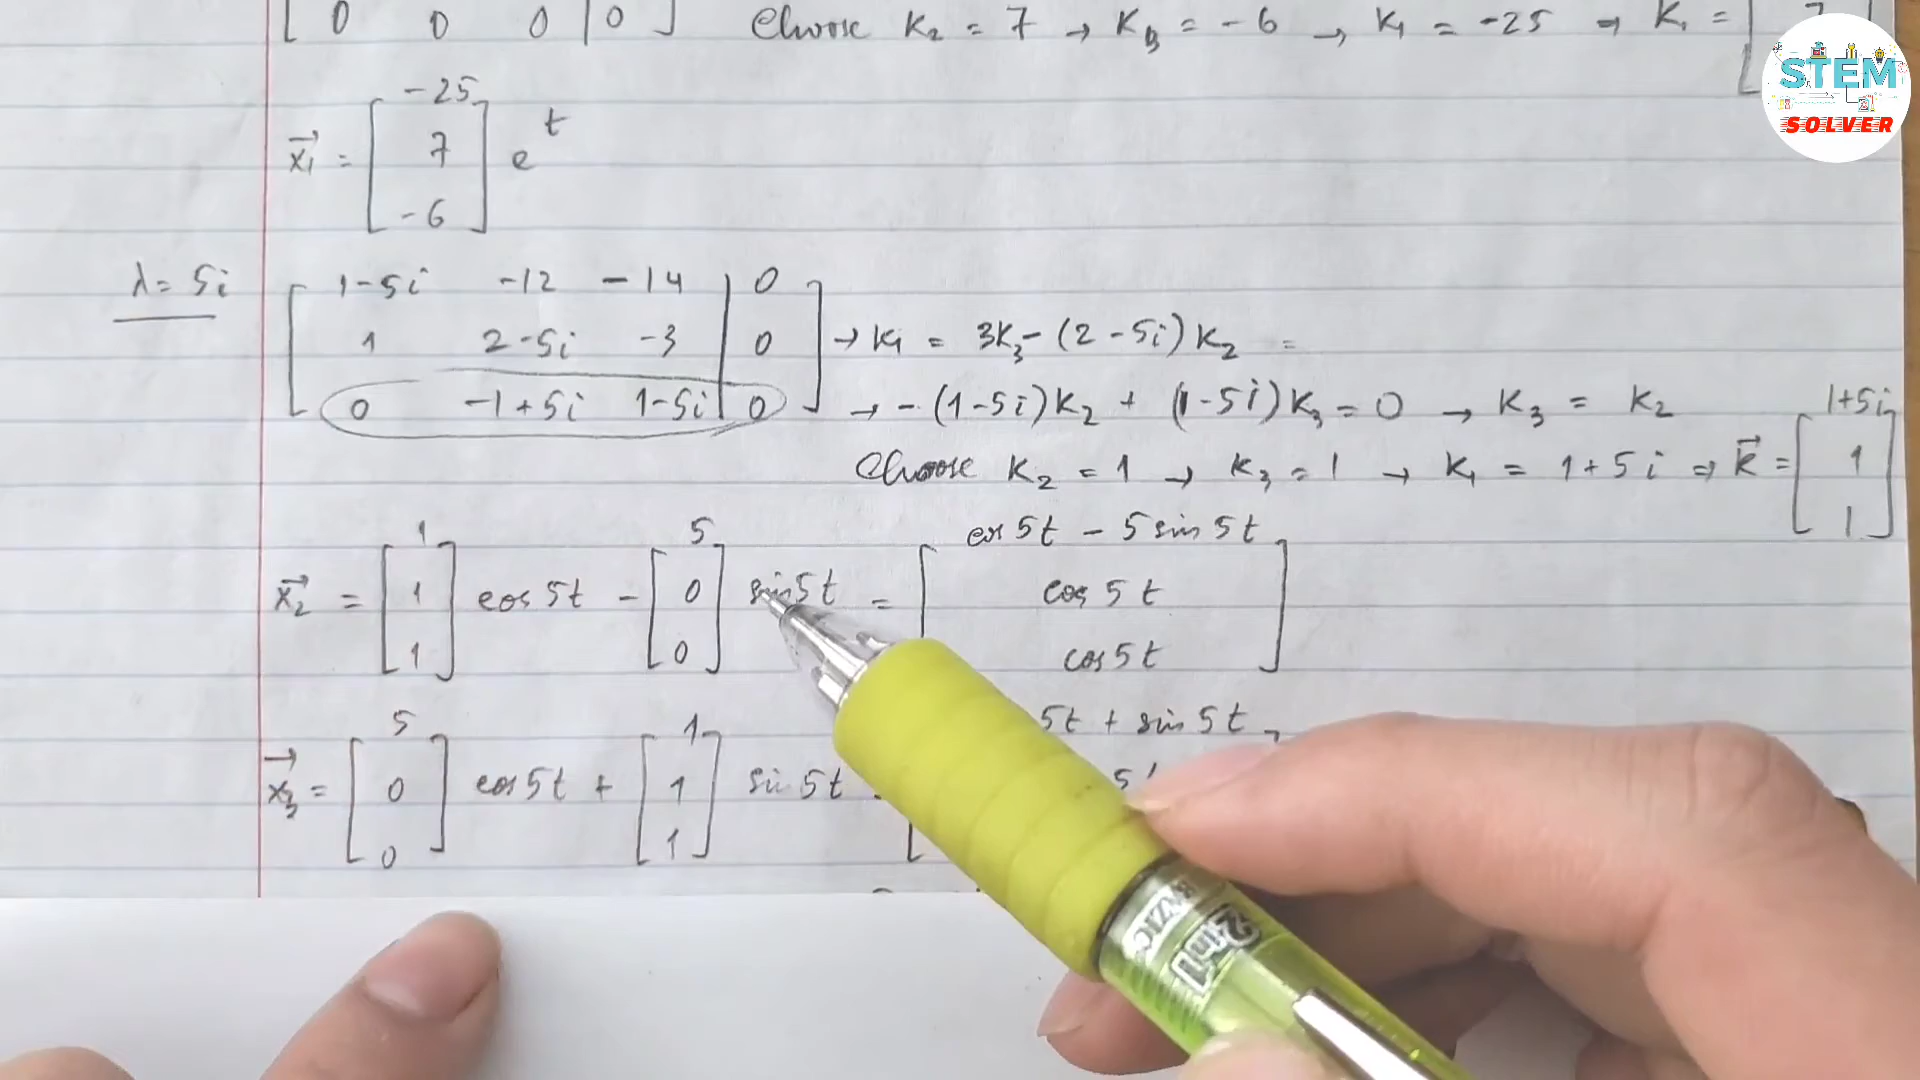 [ 0 0 0 | 0 ] Choose K₂ = 7 → K₃ = -6 → K₁ = -25 ⇒ K₁ = [ 7
STEM
SOLVER
x⃗₁ = [ -25 7 -6 ] e^t
λ = 5i
[ 1-5i -12 -14 | 0
1 2-5i -3 | 0 ] → K₁ = 3K₃ - (2-5i)K₂ =
0 -1+5i 1-5i | 0 ] → -(1-5i)K₂ + (1-5i)K₃ = 0 → K₃ = K₂
Choose K₂ = 1 → K₃ = 1 → K₁ = 1+5i ⇒ K⃗ = [ 1+5i 1 1 ]
x⃗₂ = [ 1 1 1 ] cos 5t - [ 5 0 0 ] sin 5t = [ cos 5t - 5 sin 5t cos 5t cos 5t ]
x⃗₃ = [ 5 0 0 ] cos 5t + [ 1 1 1 ] sin 5t 5t + sin 5t
2in1